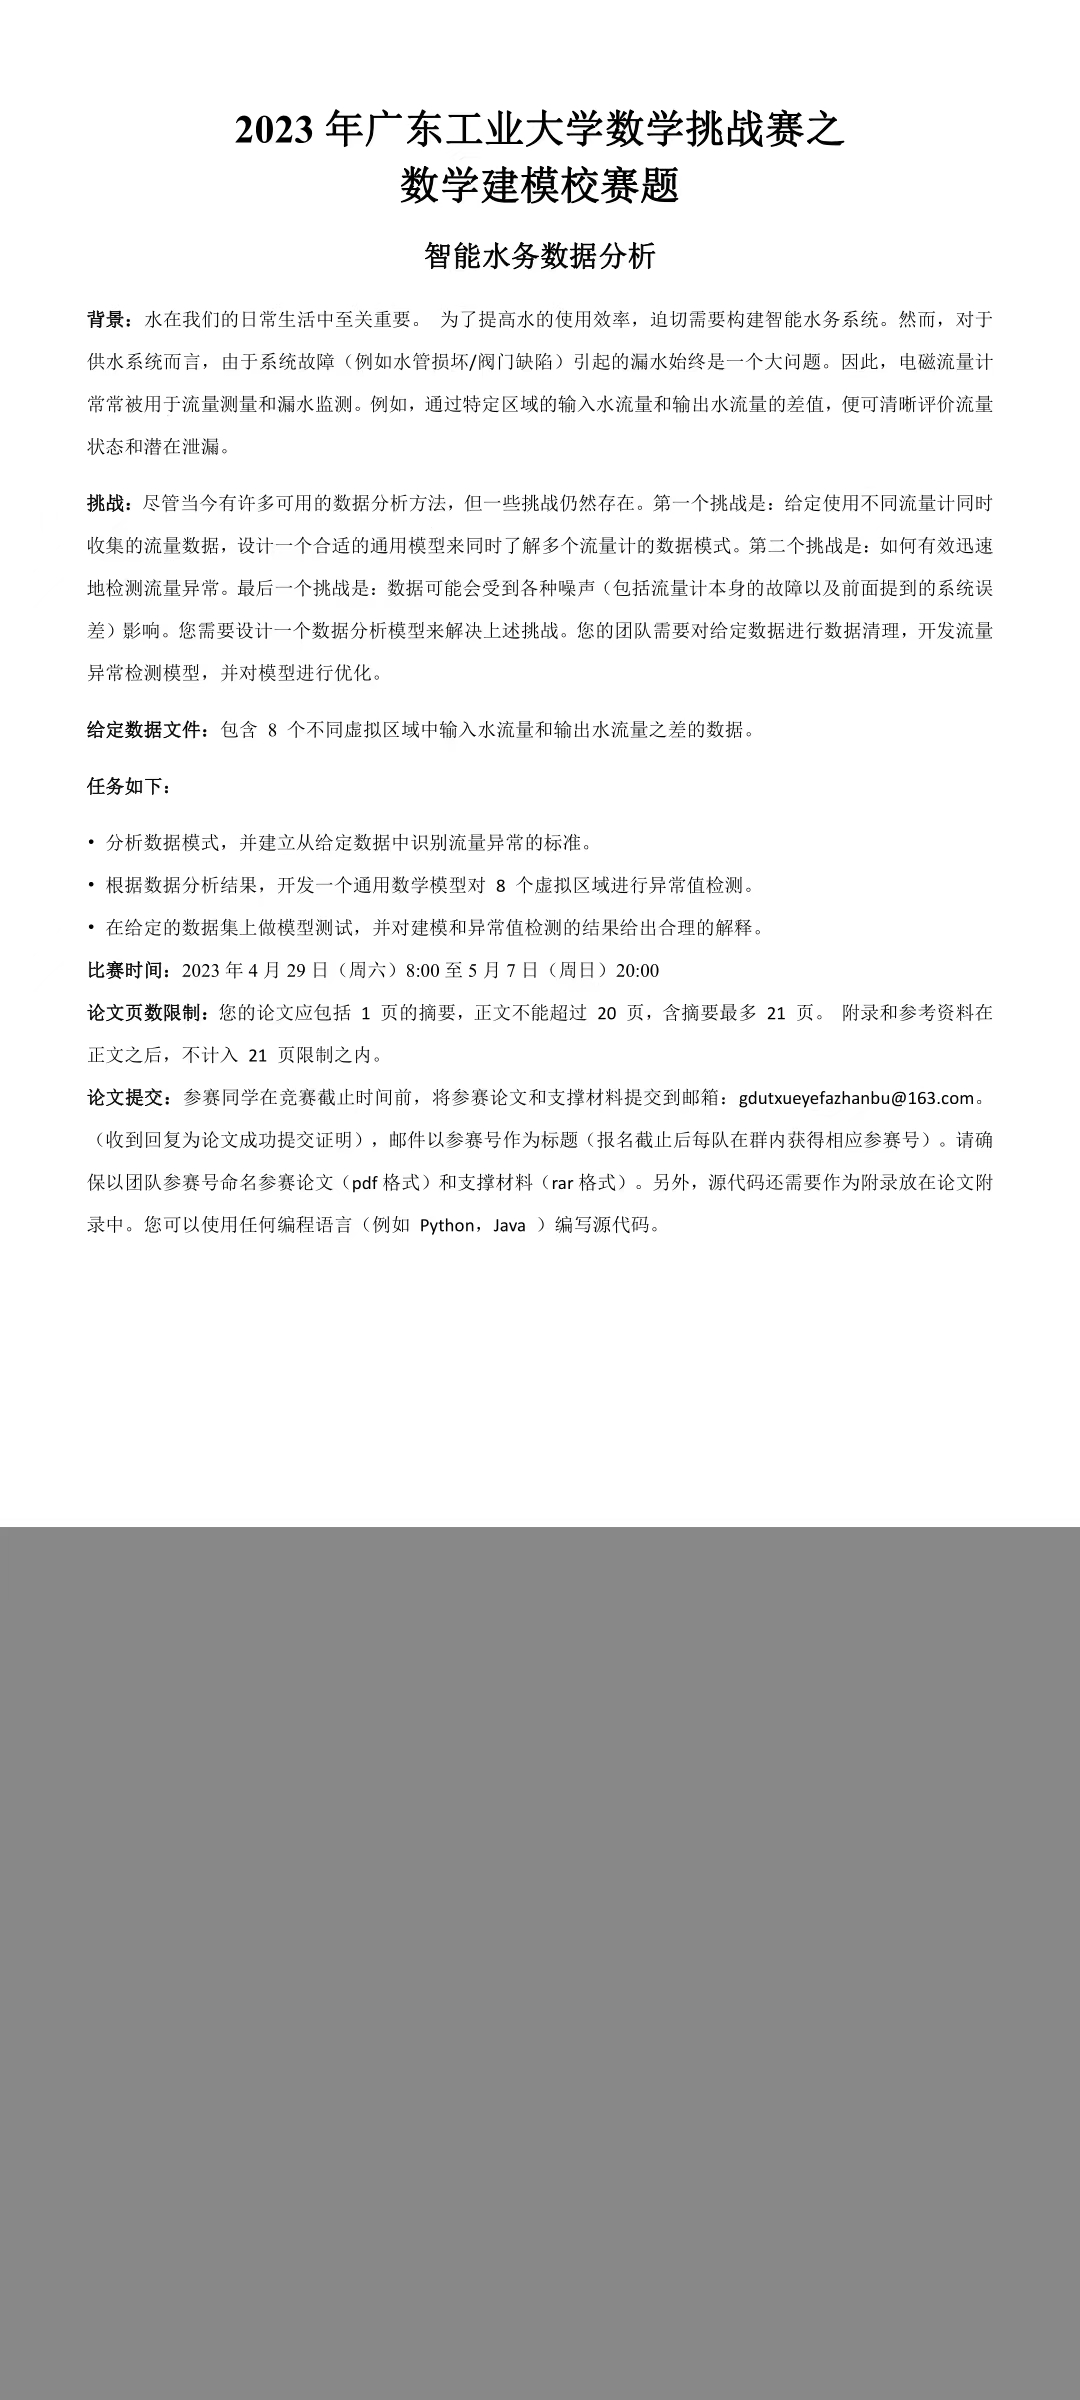 2023 年广东工业大学数学挑战赛之
数学建模校赛题
智能水务数据分析
背景：水在我们的日常生活中至关重要。 为了提高水的使用效率，迫切需要构建智能水务系统。然而，对于
供水系统而言，由于系统故障（例如水管损坏/阀门缺陷）引起的漏水始终是一个大问题。因此，电磁流量计
常常被用于流量测量和漏水监测。例如，通过特定区域的输入水流量和输出水流量的差值，便可清晰评价流量
状态和潜在泄漏。
挑战：尽管当今有许多可用的数据分析方法，但一些挑战仍然存在。第一个挑战是：给定使用不同流量计同时
收集的流量数据，设计一个合适的通用模型来同时了解多个流量计的数据模式。第二个挑战是：如何有效迅速
地检测流量异常。最后一个挑战是：数据可能会受到各种噪声（包括流量计本身的故障以及前面提到的系统误
差）影响。您需要设计一个数据分析模型来解决上述挑战。您的团队需要对给定数据进行数据清理，开发流量
异常检测模型，并对模型进行优化。
给定数据文件：包含 8 个不同虚拟区域中输入水流量和输出水流量之差的数据。
任务如下：
• 分析数据模式，并建立从给定数据中识别流量异常的标准。
• 根据数据分析结果，开发一个通用数学模型对 8 个虚拟区域进行异常值检测。
• 在给定的数据集上做模型测试，并对建模和异常值检测的结果给出合理的解释。
比赛时间：2023 年 4 月 29 日（周六）8:00 至 5 月 7 日（周日）20:00
论文页数限制：您的论文应包括 1 页的摘要，正文不能超过 20 页，含摘要最多 21 页。 附录和参考资料在
正文之后，不计入 21 页限制之内。
论文提交：参赛同学在竞赛截止时间前，将参赛论文和支撑材料提交到邮箱：gdutxueyefazhanbu@163.com。
（收到回复为论文成功提交证明），邮件以参赛号作为标题（报名截止后每队在群内获得相应参赛号）。请确
保以团队参赛号命名参赛论文（pdf 格式）和支撑材料（rar 格式）。另外，源代码还需要作为附录放在论文附
录中。您可以使用任何编程语言（例如 Python，Java ）编写源代码。